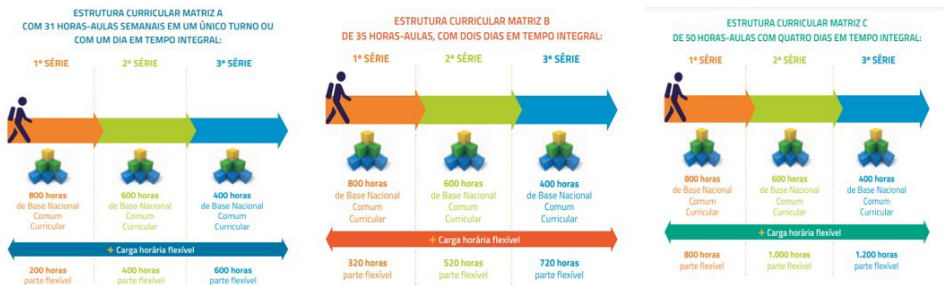 ESTRUTURA CURRICULAR MATRIZ A
COM 31 HORAS-AULAS SEMANAIS EM UM ÚNICO TURNO OU
COM UM DIA EM TEMPO INTEGRAL:
1ª SÉRIE
2ª SÉRIE
3ª SÉRIE
800 horas
de Base Nacional
Comum
Curricular
600 horas
de Base Nacional
Comum
Curricular
400 horas
de Base Nacional
Comum
Curricular
+ Carga horária flexível
200 horas
parte flexível
400 horas
parte flexível
600 horas
parte flexível
ESTRUTURA CURRICULAR MATRIZ B
DE 35 HORAS-AULAS, COM DOIS DIAS EM TEMPO INTEGRAL:
1ª SÉRIE
2ª SÉRIE
3ª SÉRIE
800 horas
de Base Nacional
Comum
Curricular
600 horas
de Base Nacional
Comum
Curricular
400 horas
de Base Nacional
Comum
Curricular
+ Carga horária flexível
320 horas
parte flexível
520 horas
parte flexível
720 horas
parte flexível
ESTRUTURA CURRICULAR MATRIZ C
DE 50 HORAS-AULAS COM QUATRO DIAS EM TEMPO INTEGRAL:
1ª SÉRIE
2ª SÉRIE
3ª SÉRIE
800 horas
de Base Nacional
Comum
Curricular
600 horas
de Base Nacional
Comum
Curricular
400 horas
de Base Nacional
Comum
Curricular
+ Carga horária flexível
800 horas
parte flexível
1.000 horas
parte flexível
1.200 horas
parte flexível